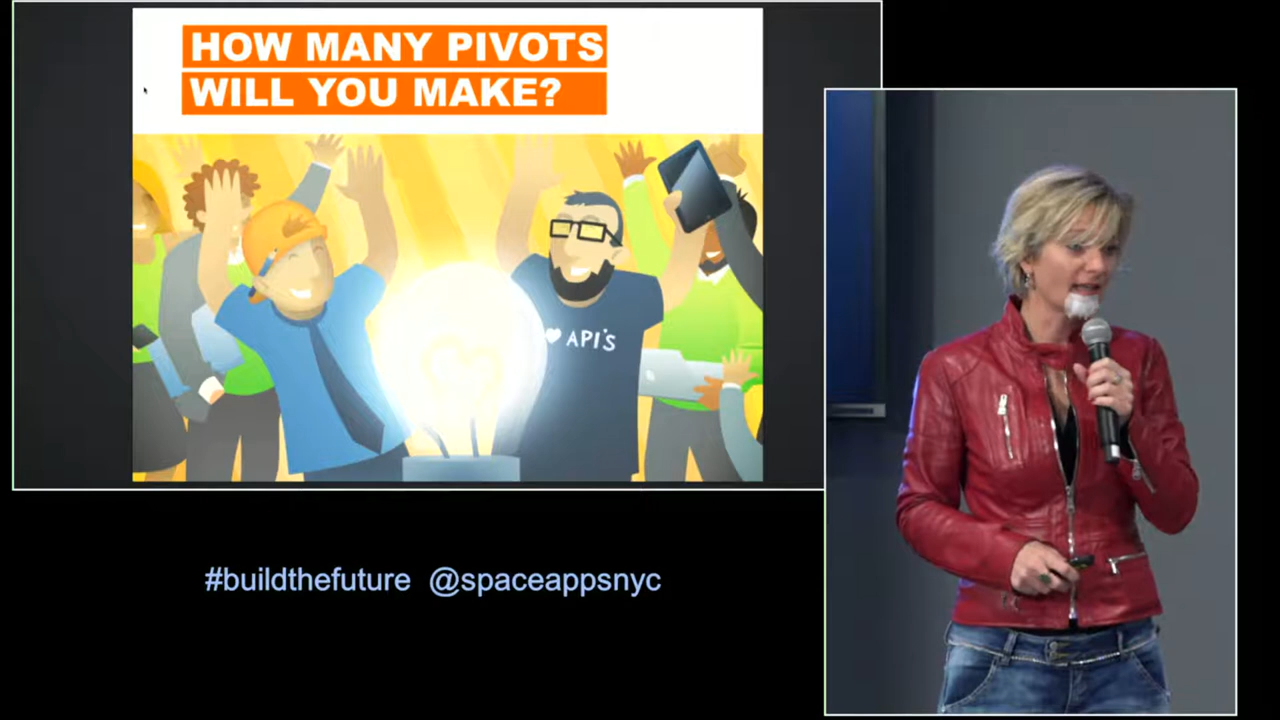 HOW MANY PIVOTS
WILL YOU MAKE?
♥ API'S
#buildthefuture @spaceappsnyc